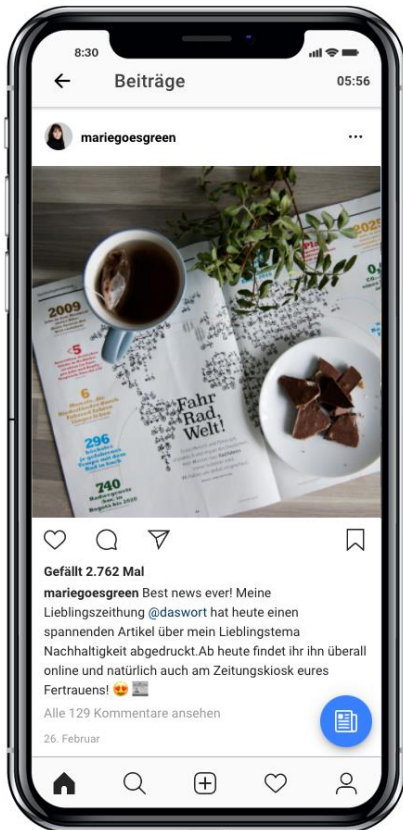 8:30
Beiträge
05:56
mariegoesgreen
2009
<5
6
296
740
Fahr
Rad,
Welt!
Gefällt 2.762 Mal
mariegoesgreen Best news ever! Meine
Lieblingszeithung @daswort hat heute einen
spannenden Artikel über mein Lieblingstema
Nachhaltigkeit abgedruckt.Ab heute findet ihr ihn überall
online und natürlich auch am Zeitungskiosk eures
Fertrauens! 😍 📰
Alle 129 Kommentare ansehen
26. Februar